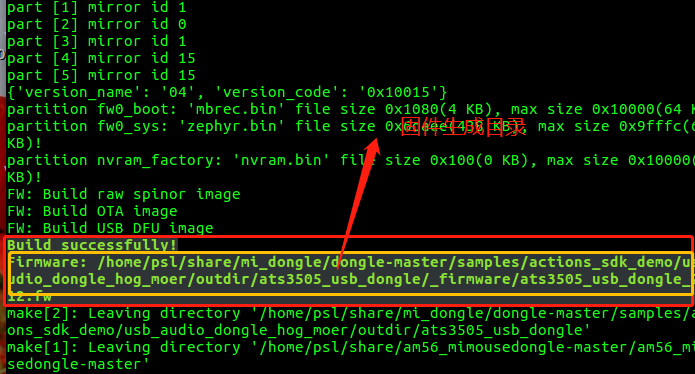 part [1] mirror id 1
part [2] mirror id 0
part [3] mirror id 1
part [4] mirror id 15
part [5] mirror id 15
{'version_name': '04', 'version_code': '0x10015'}
partition fw0_boot: 'mbrec.bin' file size 0x1080(4 KB), max size 0x10000(64 K
partition fw0_sys: 'zephyr.bin' file size KB), max size 0x9fffc(6
固件生成目录
KB)!
partition nvram_factory: 'nvram.bin' file size 0x100(0 KB), max size 0x10000(
KB)!
FW: Build raw spinor image
FW: Build OTA image
FW: Build USB DFU image
Build successfully!
Firmware: /home/psl/share/mi_dongle/dongle-master/samples/actions_sdk_demo/us
udio_dongle_hog_moer/outdir/ats3505_usb_dongle/_firmware/ats3505_usb_dongle_
12.fw
make[2]: Leaving directory '/home/psl/share/mi_dongle/dongle-master/samples/a
ons_sdk_demo/usb_audio_dongle_hog_moer/outdir/ats3505_usb_dongle'
make[1]: Leaving directory '/home/psl/share/am56_mimousedongle-master/am56_mi
sedongle-master'